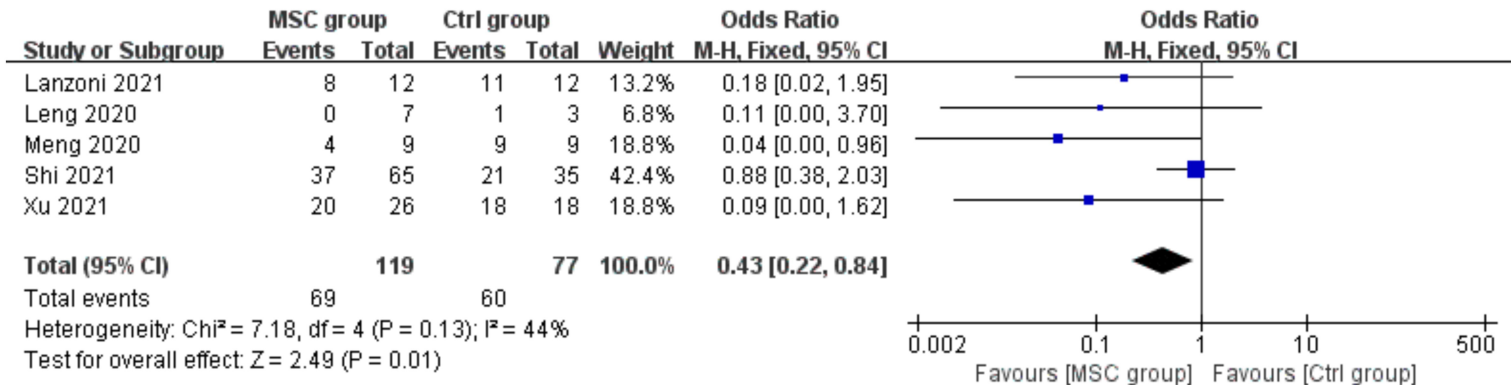 MSC group Ctrl group Odds Ratio Odds Ratio
Study or Subgroup Events Total Events Total Weight M-H, Fixed, 95% CI M-H, Fixed, 95% CI
Lanzoni 2021 8 12 11 12 13.2% 0.18 [0.02, 1.95]
Leng 2020 0 7 1 3 6.8% 0.11 [0.00, 3.70]
Meng 2020 4 9 9 9 18.8% 0.04 [0.00, 0.96]
Shi 2021 37 65 21 35 42.4% 0.88 [0.38, 2.03]
Xu 2021 20 26 18 18 18.8% 0.09 [0.00, 1.62]
Total (95% CI) 119 77 100.0% 0.43 [0.22, 0.84]
Total events 69 60
Heterogeneity: Chi² = 7.18, df = 4 (P = 0.13); I² = 44%
Test for overall effect: Z = 2.49 (P = 0.01)
0.002 0.1 1 10 500
Favours [MSC group] Favours [Ctrl group]